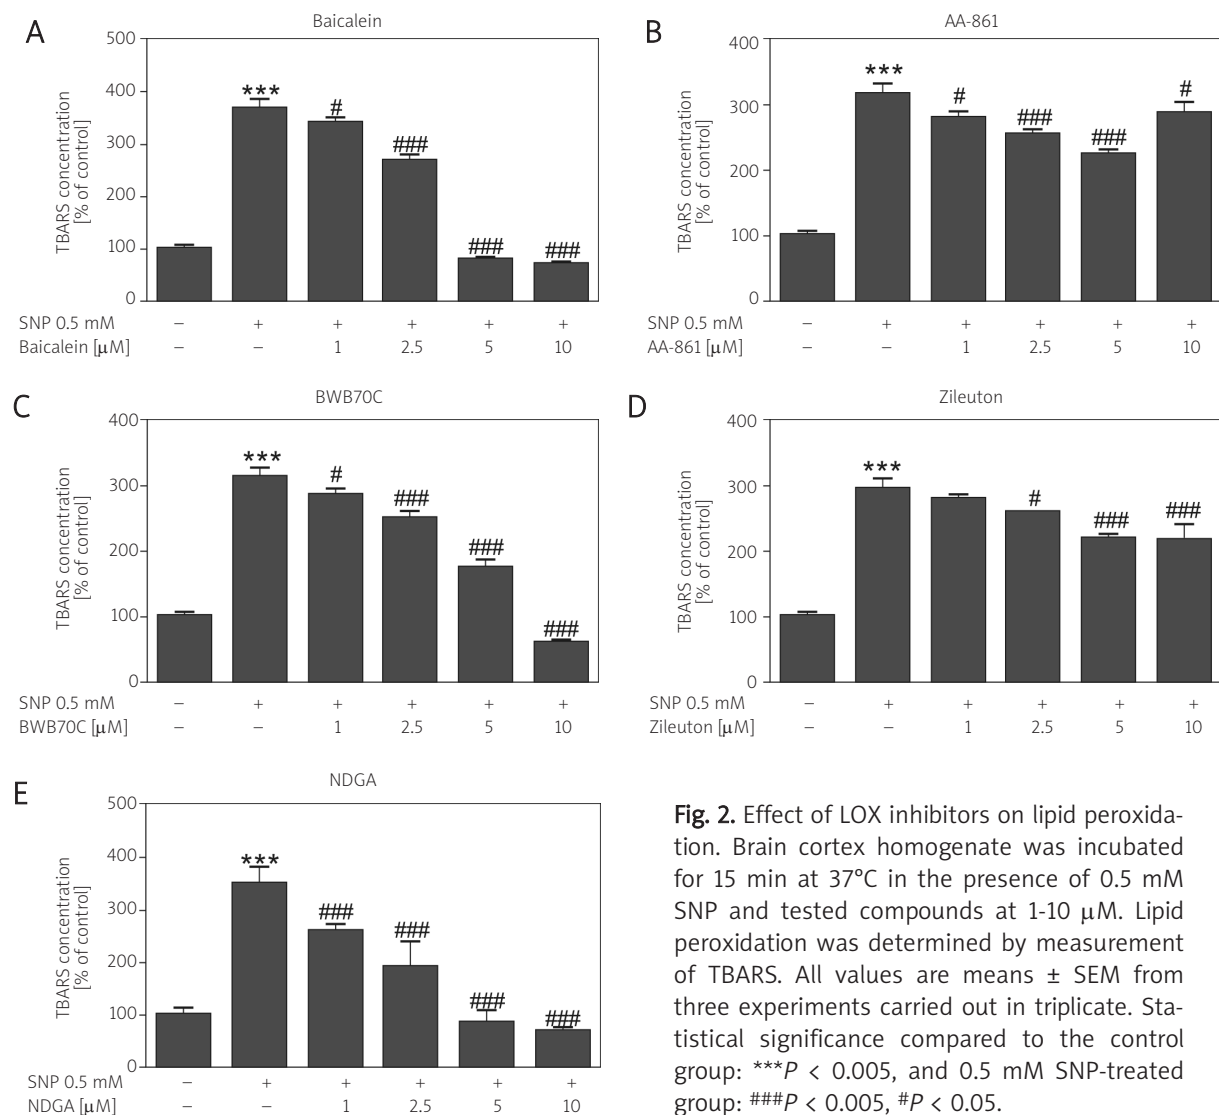 A
Baicalein
TBARS concentration
[% of control]
500
400
300
200
100
0
***
#
###
###
###
SNP 0.5 mM – + + + + +
Baicalein [μM] – – 1 2.5 5 10
B
AA-861
TBARS concentration
[% of control]
400
300
200
100
0
***
#
###
###
#
SNP 0.5 mM – + + + + +
AA-861 [μM] – – 1 2.5 5 10
C
BWB70C
TBARS concentration
[% of control]
400
300
200
100
0
***
#
###
###
###
SNP 0.5 mM – + + + + +
BWB70C [μM] – – 1 2.5 5 10
D
Zileuton
TBARS concentration
[% of control]
400
300
200
100
0
***
#
###
###
SNP 0.5 mM – + + + + +
Zileuton [μM] – – 1 2.5 5 10
E
NDGA
TBARS concentration
[% of control]
500
400
300
200
100
0
***
###
###
###
###
SNP 0.5 mM – + + + + +
NDGA [μM] – – 1 2.5 5 10
Fig. 2. Effect of LOX inhibitors on lipid peroxida-
tion. Brain cortex homogenate was incubated
for 15 min at 37°C in the presence of 0.5 mM
SNP and tested compounds at 1-10 μM. Lipid
peroxidation was determined by measurement
of TBARS. All values are means ± SEM from
three experiments carried out in triplicate. Sta-
tistical significance compared to the control
group: ***P < 0.005, and 0.5 mM SNP-treated
group: ###P < 0.005, #P < 0.05.